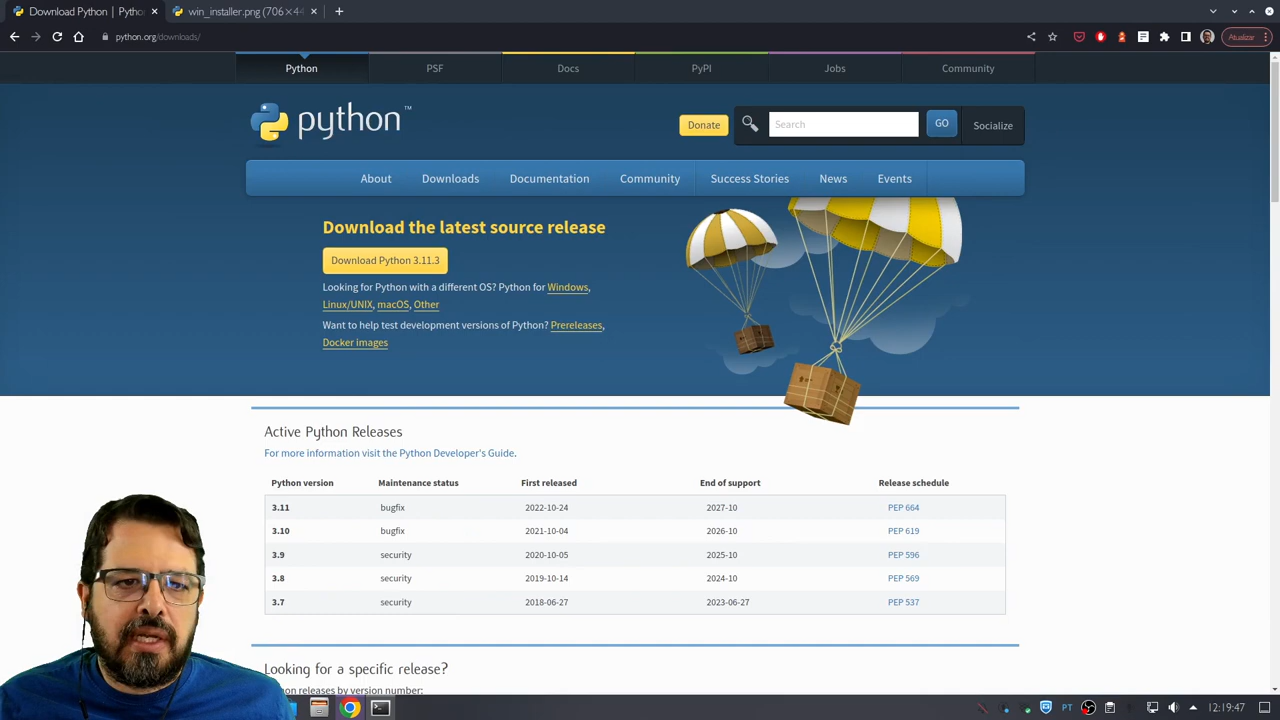 Download Python | Python.
win_installer.png (706×44
python.org/downloads/
Atualizar
Python
PSF
Docs
PyPI
Jobs
Community
python™
Donate
Search
GO
Socialize
About
Downloads
Documentation
Community
Success Stories
News
Events
Download the latest source release
Download Python 3.11.3
Looking for Python with a different OS? Python for Windows,
Linux/UNIX, macOS, Other
Want to help test development versions of Python? Prereleases,
Docker images
Active Python Releases
For more information visit the Python Developer's Guide.
Python version Maintenance status First released End of support Release schedule
3.11 bugfix 2022-10-24 2027-10 PEP 664
3.10 bugfix 2021-10-04 2026-10 PEP 619
3.9 security 2020-10-05 2025-10 PEP 596
3.8 security 2019-10-14 2024-10 PEP 569
3.7 security 2018-06-27 2023-06-27 PEP 537
Looking for a specific release?
on releases by version number:
PT
12:19:47